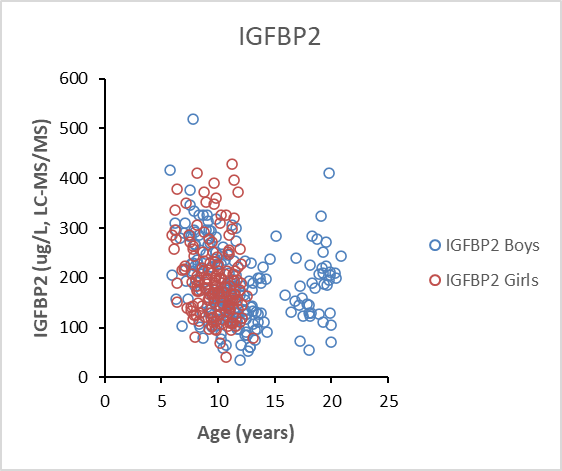 IGFBP2
600
500
400
300
200
100
0
0 5 10 15 20 25
IGFBP2 (ug/L, LC-MS/MS)
Age (years)
IGFBP2 Boys
IGFBP2 Girls